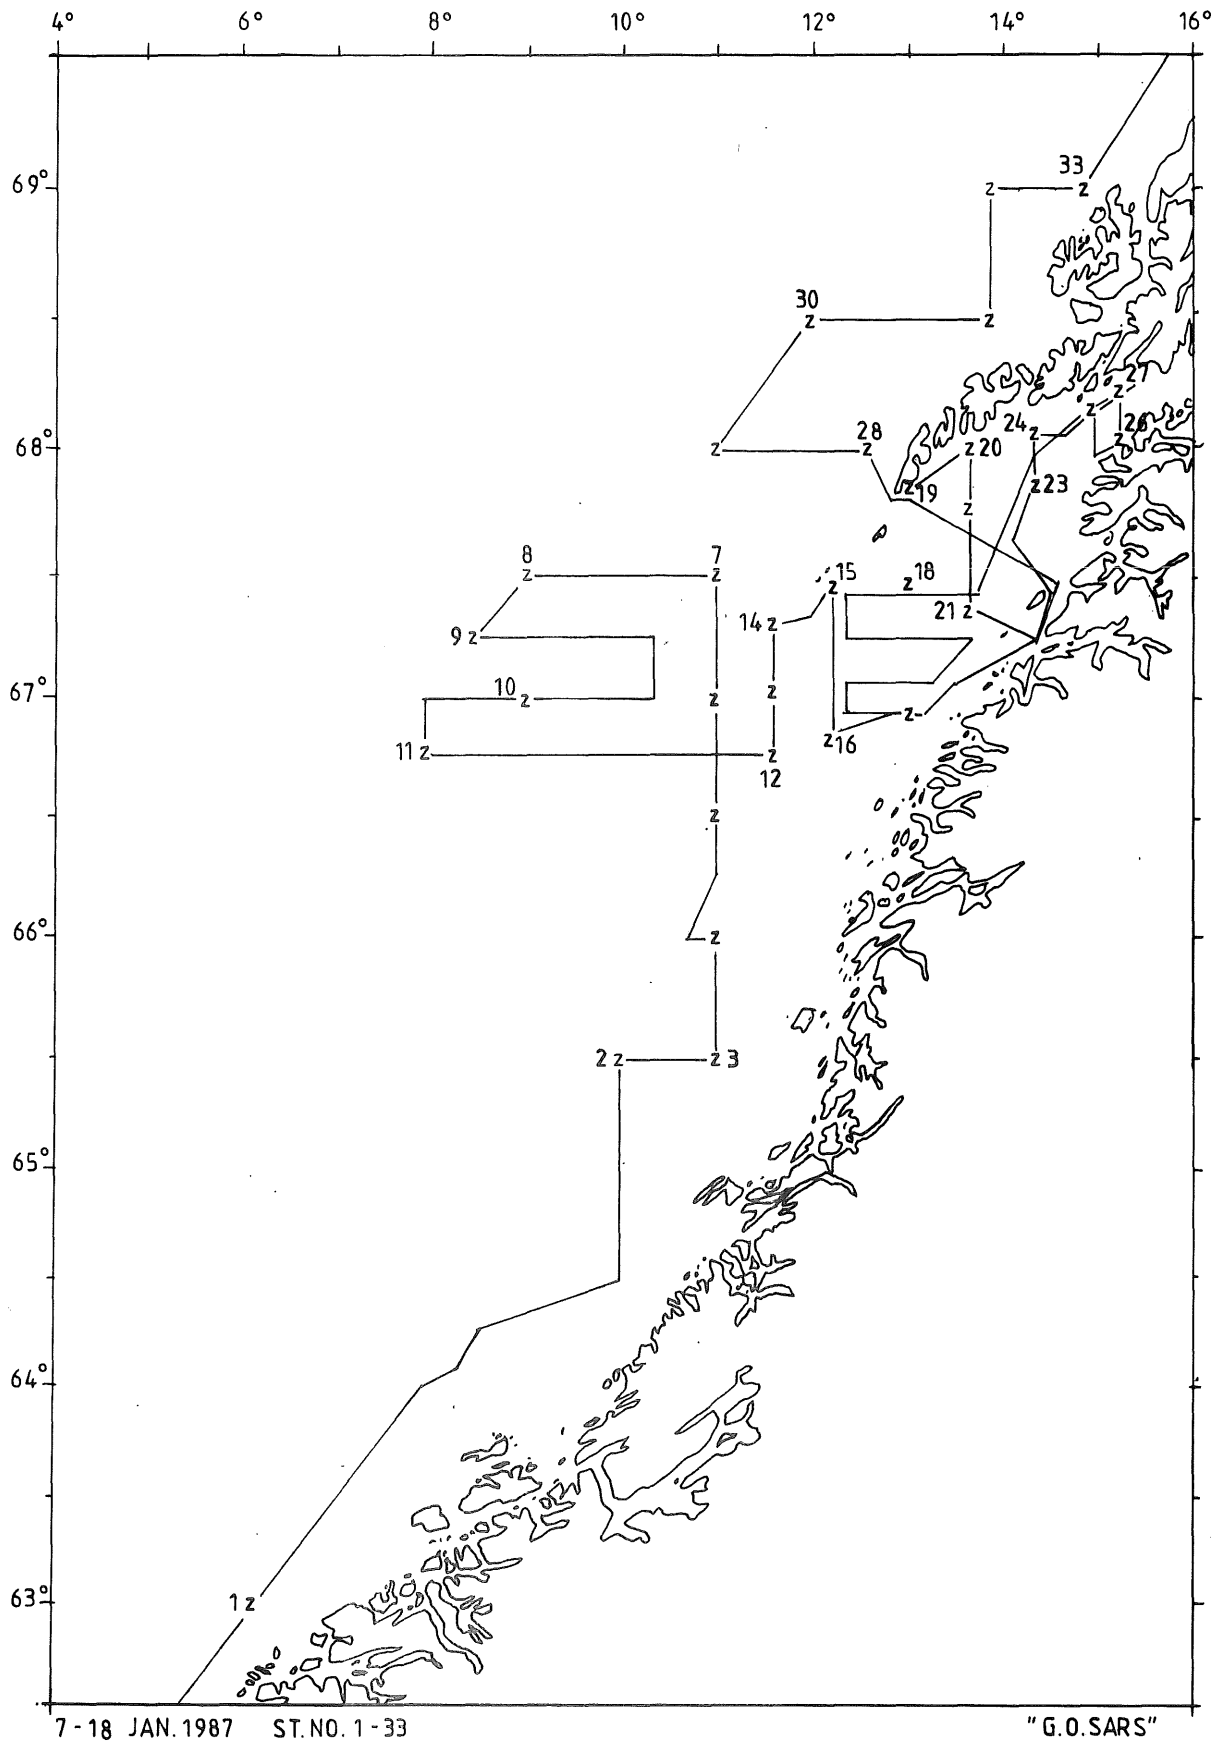 4° 6° 8° 10° 12° 14° 16°
33 z
69° z
30 z z
27 z
z
24 z 26 z
28 z 20 z
68° z
19 z 23 z
z
8 z 7 z 15 z 18 z
14 z 21 z
9 z
67° 10 z z z
z
11 z 12 z 16 z
z
66° z
2 z z 3
65°
64°
63° 1 z
7-18 JAN. 1987 ST. NO. 1-33 "G.O. SARS"